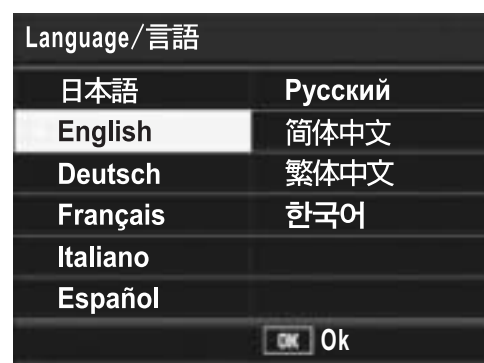 Language/言語
日本語
English
Deutsch
Français
Italiano
Español
Русский
简体中文
繁体中文
한국어
OK Ok